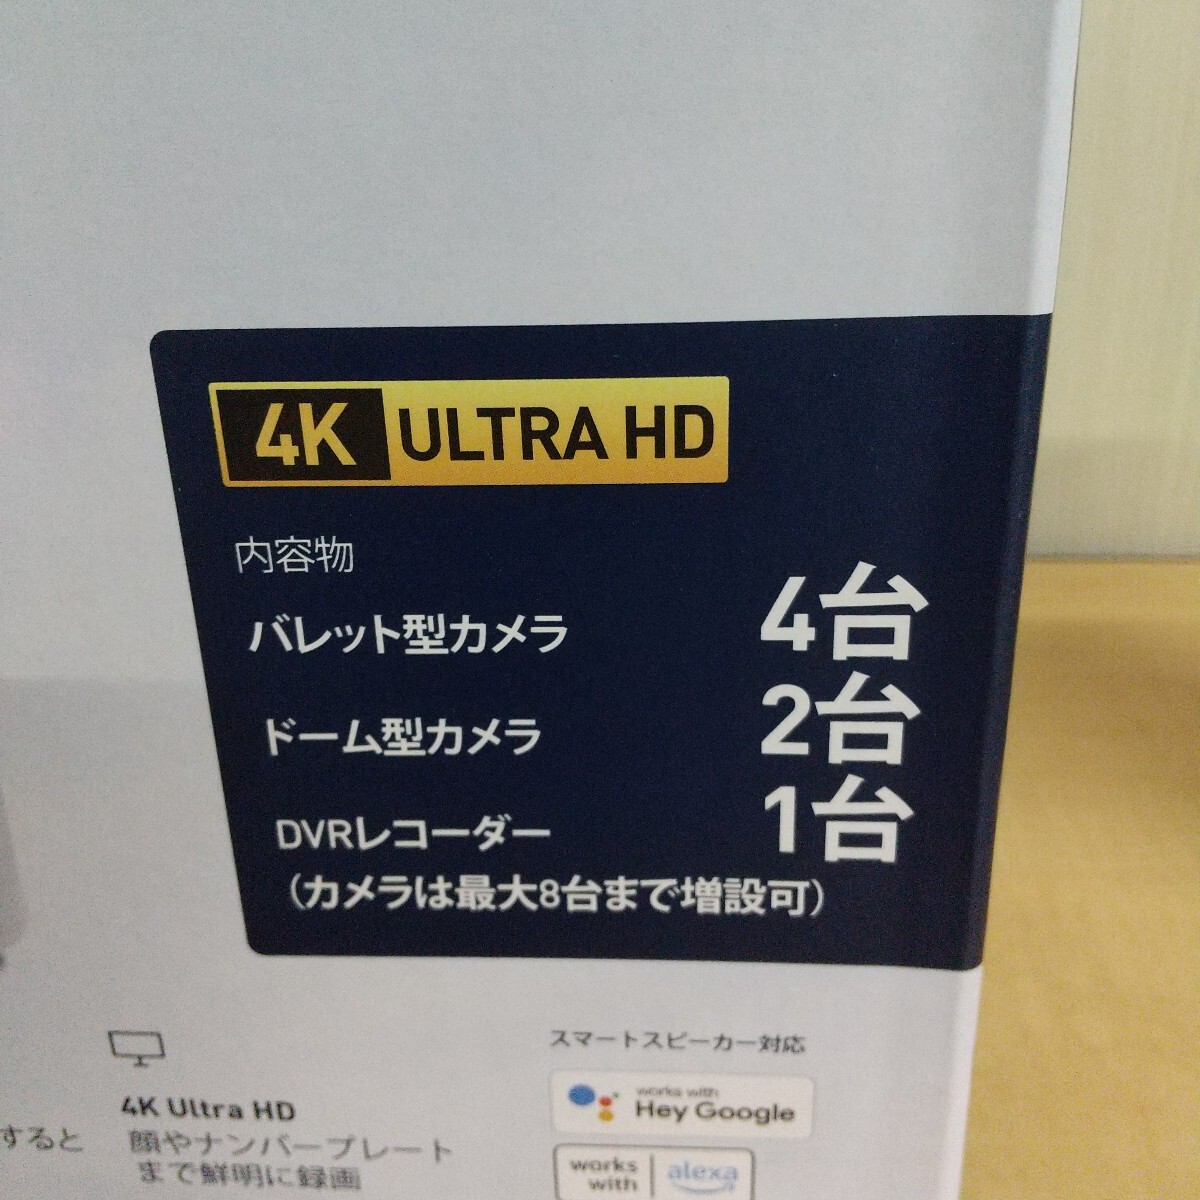 4K ULTRA HD
内容物
バレット型カメラ 4台
ドーム型カメラ 2台
DVRレコーダー 1台
(カメラは最大8台まで増設可)
スマートスピーカー対応
works with
Hey Google
4K Ultra HD
すると
顔やナンバープレート
まで鮮明に録画
works
with
alexa